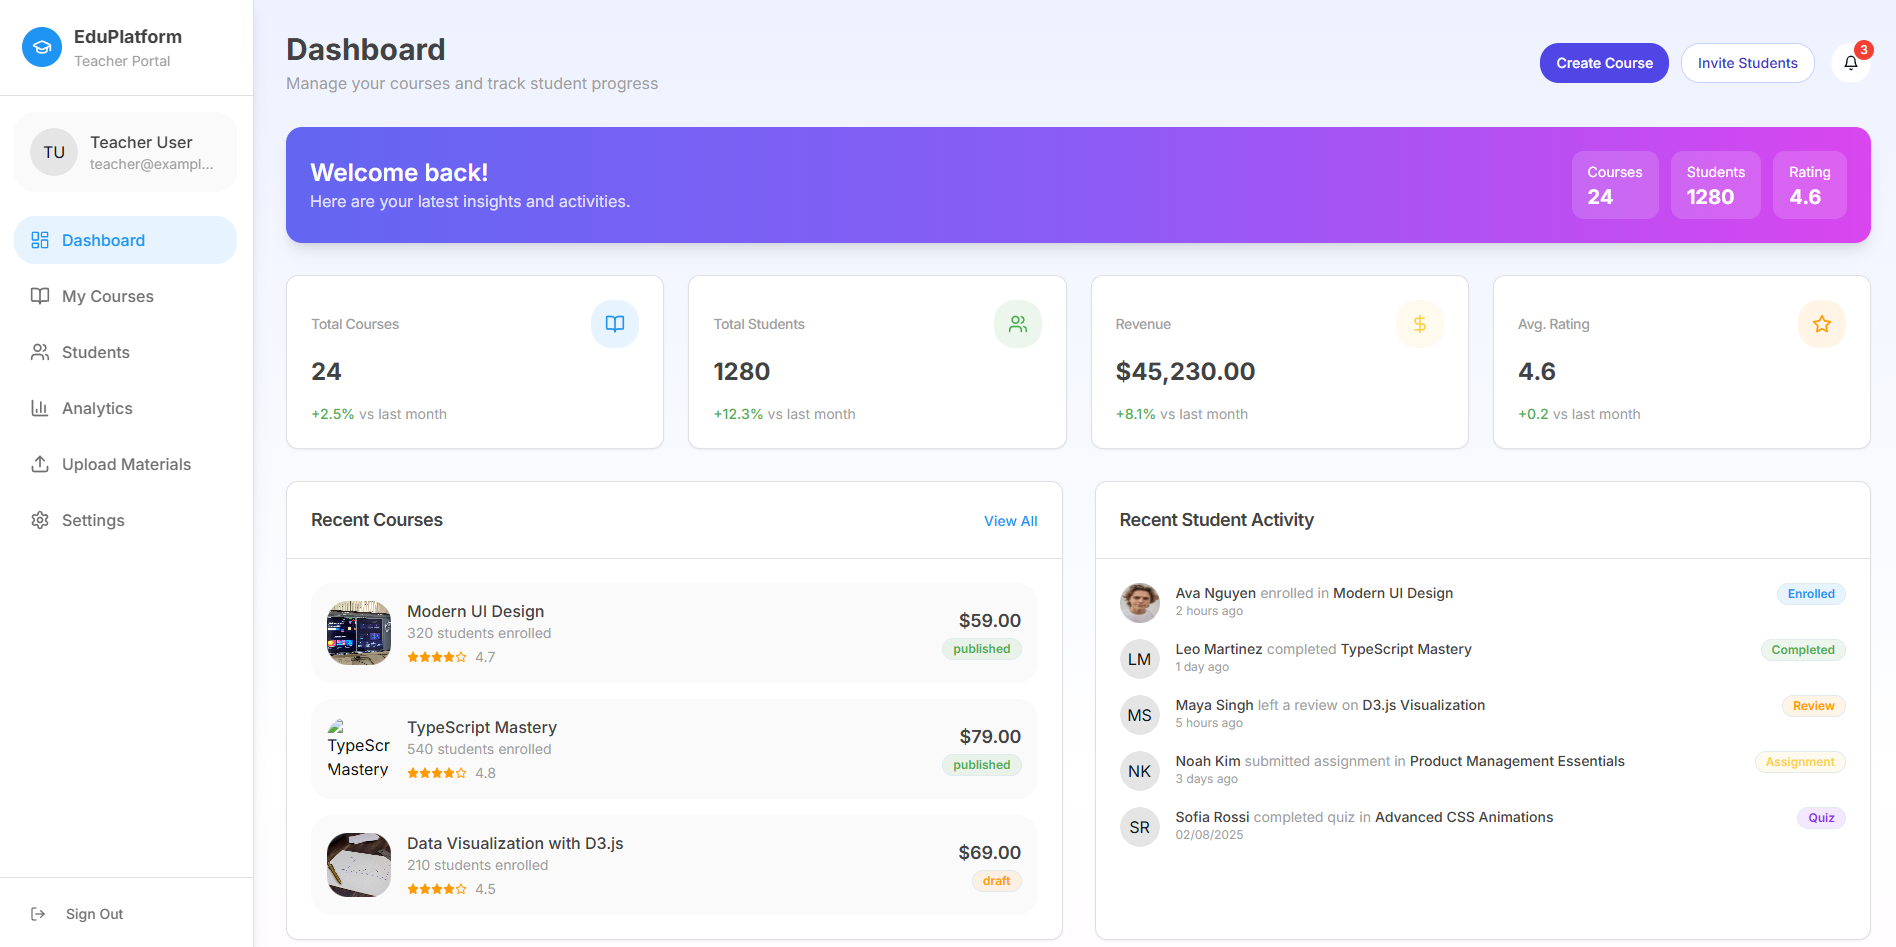 EduPlatform
Teacher Portal
TU
Teacher User
teacher@exampl...
Dashboard
My Courses
Students
Analytics
Upload Materials
Settings
Sign Out
Dashboard
Manage your courses and track student progress
Create Course
Invite Students
3
Welcome back!
Here are your latest insights and activities.
Courses
24
Students
1280
Rating
4.6
Total Courses
24
+2.5% vs last month
Total Students
1280
+12.3% vs last month
Revenue
$
$45,230.00
+8.1% vs last month
Avg. Rating
4.6
+0.2 vs last month
Recent Courses
View All
Modern UI Design
320 students enrolled
4.7
$59.00
published
TypeScr
Mastery
TypeScript Mastery
540 students enrolled
4.8
$79.00
published
Data Visualization with D3.js
210 students enrolled
4.5
$69.00
draft
Recent Student Activity
Ava Nguyen enrolled in Modern UI Design
2 hours ago
Enrolled
LM
Leo Martinez completed TypeScript Mastery
1 day ago
Completed
MS
Maya Singh left a review on D3.js Visualization
5 hours ago
Review
NK
Noah Kim submitted assignment in Product Management Essentials
3 days ago
Assignment
SR
Sofia Rossi completed quiz in Advanced CSS Animations
02/08/2025
Quiz